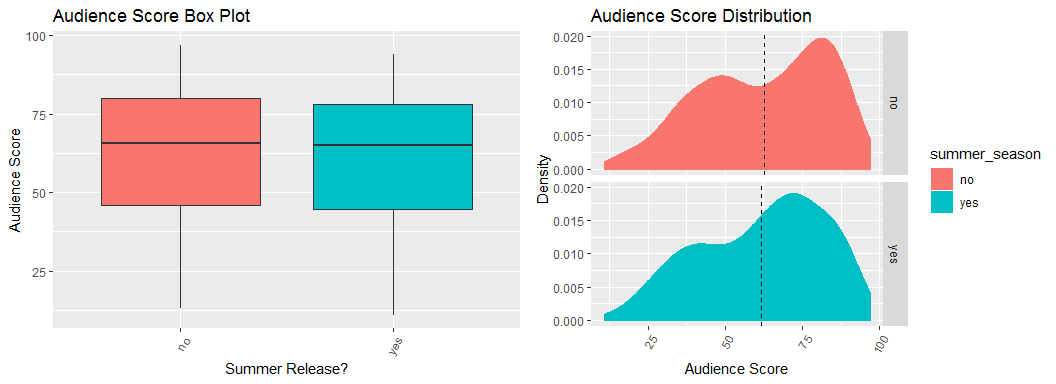 Audience Score Box Plot
Audience Score
100
75
50
25
no
yes
Summer Release?
Audience Score Distribution
Density
0.020
0.015
0.010
0.005
0.000
no
0.020
0.015
0.010
0.005
0.000
yes
25
50
75
100
Audience Score
summer_season
no
yes